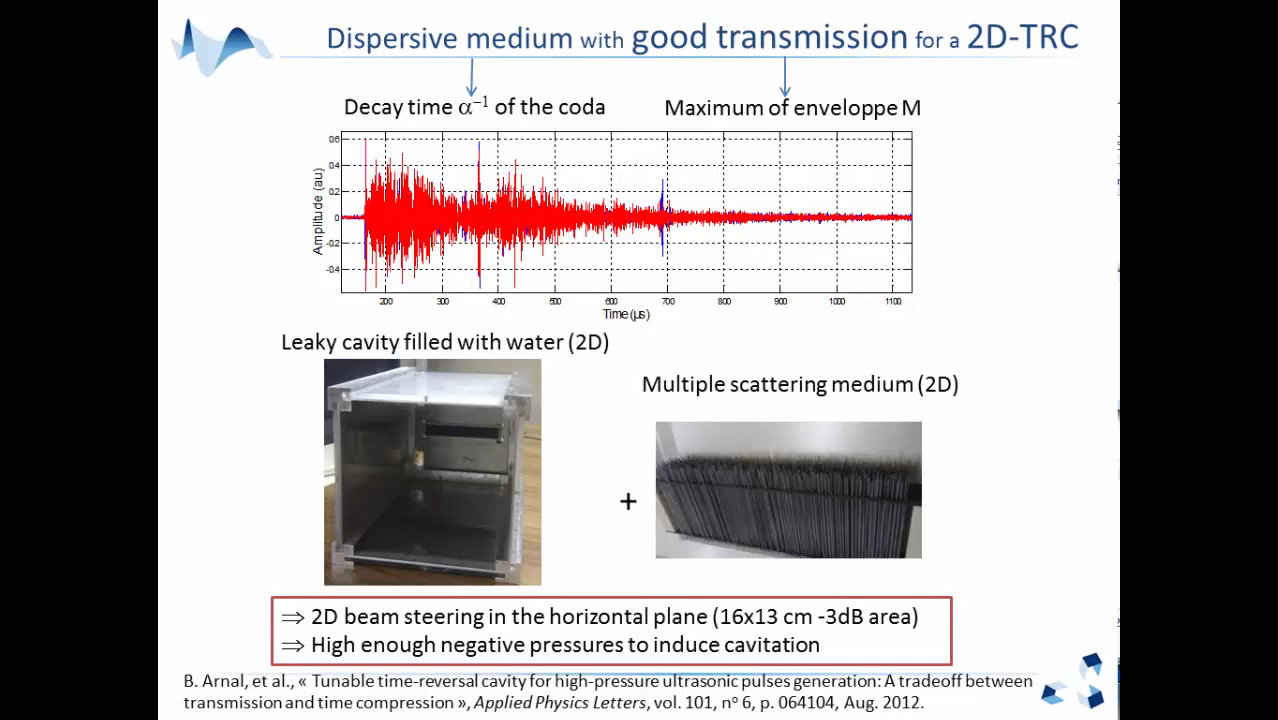 Dispersive medium with good transmission for a 2D-TRC
Decay time α⁻¹ of the coda
Maximum of enveloppe M
0.6
0.4
0.2
0
-0.2
-0.4
Amplitude (au)
200 300 400 500 600 700 800 900 1000 1100
Time (µs)
Leaky cavity filled with water (2D)
Multiple scattering medium (2D)
+
⇒ 2D beam steering in the horizontal plane (16x13 cm -3dB area)
⇒ High enough negative pressures to induce cavitation
B. Arnal, et al., « Tunable time-reversal cavity for high-pressure ultrasonic pulses generation: A tradeoff between
transmission and time compression », Applied Physics Letters, vol. 101, nº 6, p. 064104, Aug. 2012.